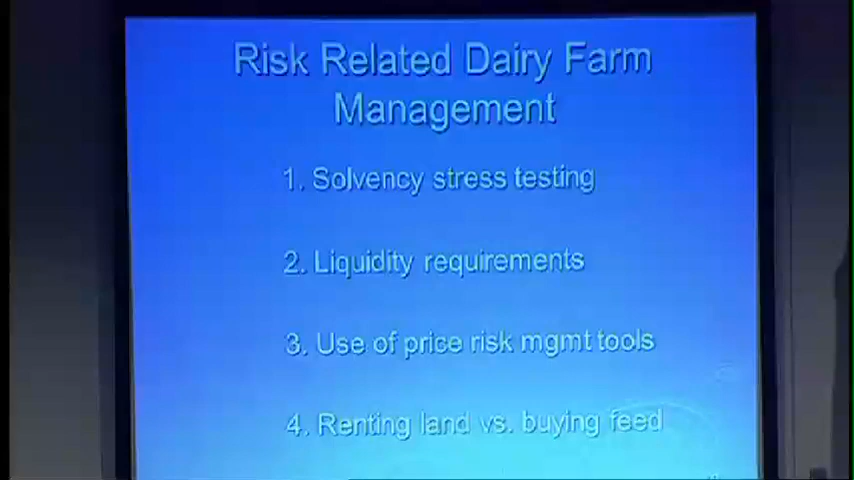 Risk Related Dairy Farm
Management
1. Solvency stress testing
2. Liquidity requirements
3. Use of price risk mgmt tools
4. Renting land vs. buying feed